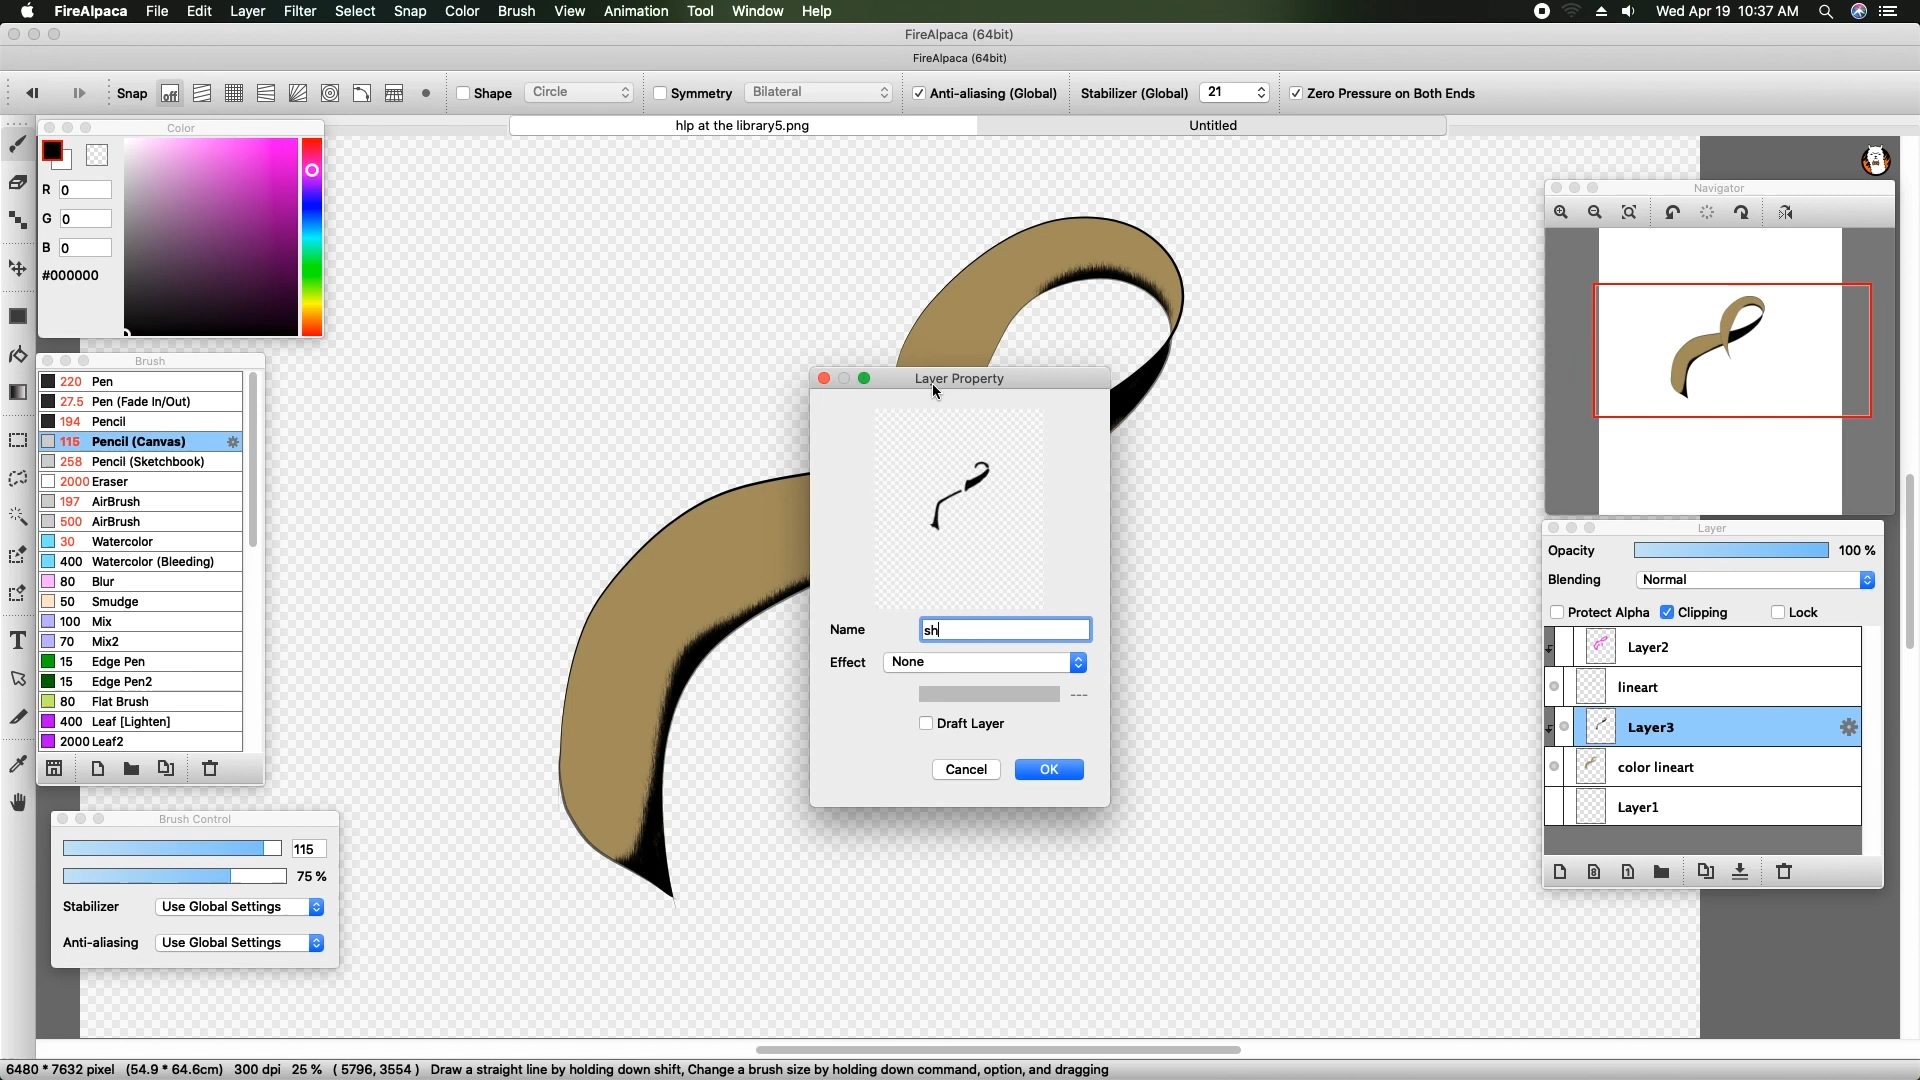 FireAlpaca File Edit Layer Filter Select Snap Color Brush View Animation Tool Window Help Wed Apr 19 10:37 AM
FireAlpaca (64bit)
FireAlpaca (64bit)
Snap off Shape Circle Symmetry Bilateral Anti-aliasing (Global) Stabilizer (Global) 21 Zero Pressure on Both Ends
hlp at the library5.png Untitled
Color
R 0
G 0
B 0
#000000
Brush
220 Pen
27.5 Pen (Fade In/Out)
194 Pencil
115 Pencil (Canvas)
258 Pencil (Sketchbook)
2000 Eraser
197 AirBrush
500 AirBrush
30 Watercolor
400 Watercolor (Bleeding)
80 Blur
50 Smudge
100 Mix
70 Mix2
15 Edge Pen
15 Edge Pen2
80 Flat Brush
400 Leaf [Lighten]
2000 Leaf2
Brush Control
115
75 %
Stabilizer Use Global Settings
Anti-aliasing Use Global Settings
Layer Property
Name sh
Effect None
---
Draft Layer
Cancel OK
Navigator
Layer
Opacity 100 %
Blending Normal
Protect Alpha Clipping Lock
Layer2
lineart
Layer3
color lineart
Layer1
6480 * 7632 pixel (54.9 * 64.6cm) 300 dpi 25 % ( 5796, 3554 ) Draw a straight line by holding down shift, Change a brush size by holding down command, option, and dragging